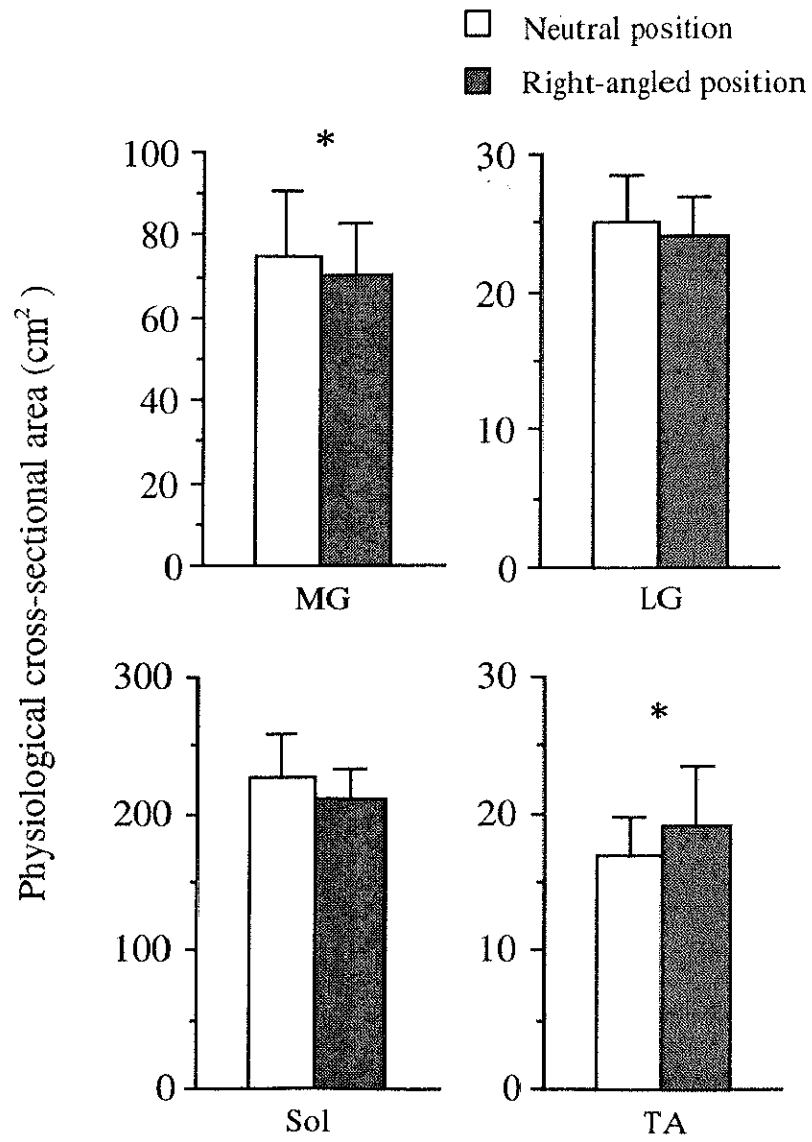 Neutral position
Right-angled position
Physiological cross-sectional area (cm²)
*
100
80
60
40
20
0
MG
30
20
10
0
LG
300
200
100
0
Sol
*
30
20
10
0
TA